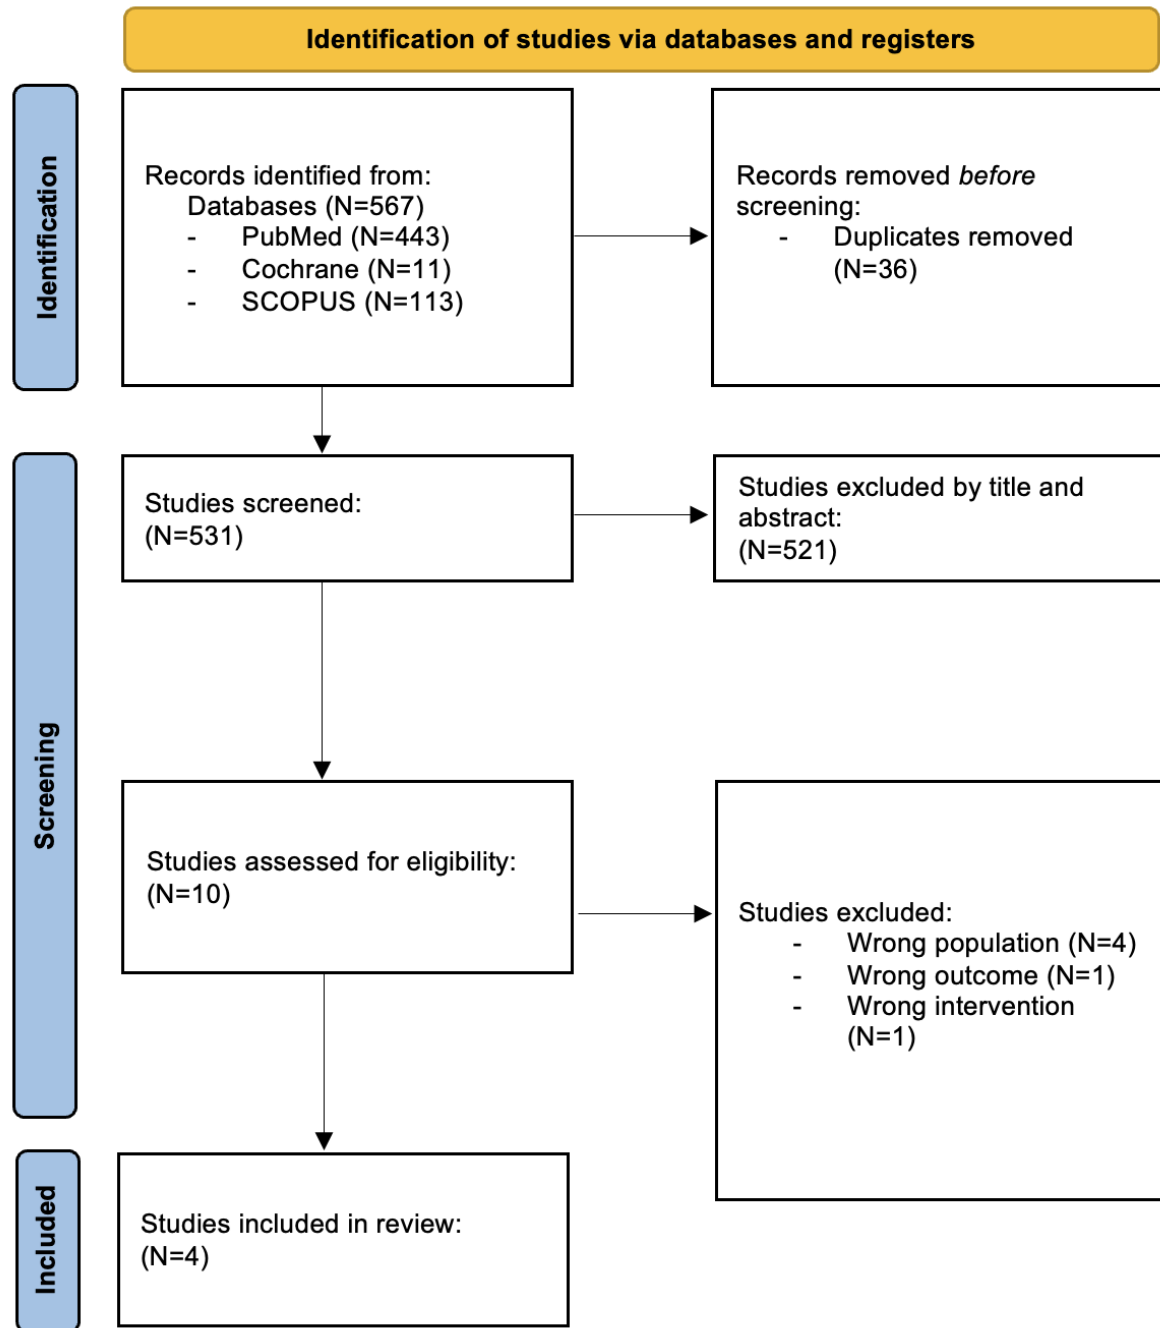 Identification of studies via databases and registers
Identification
Records identified from:
Databases (N=567)
- PubMed (N=443)
- Cochrane (N=11)
- SCOPUS (N=113)
Records removed before
screening:
- Duplicates removed
(N=36)
Screening
Studies screened:
(N=531)
Studies excluded by title and
abstract:
(N=521)
Studies assessed for eligibility:
(N=10)
Studies excluded:
- Wrong population (N=4)
- Wrong outcome (N=1)
- Wrong intervention
(N=1)
Included
Studies included in review:
(N=4)